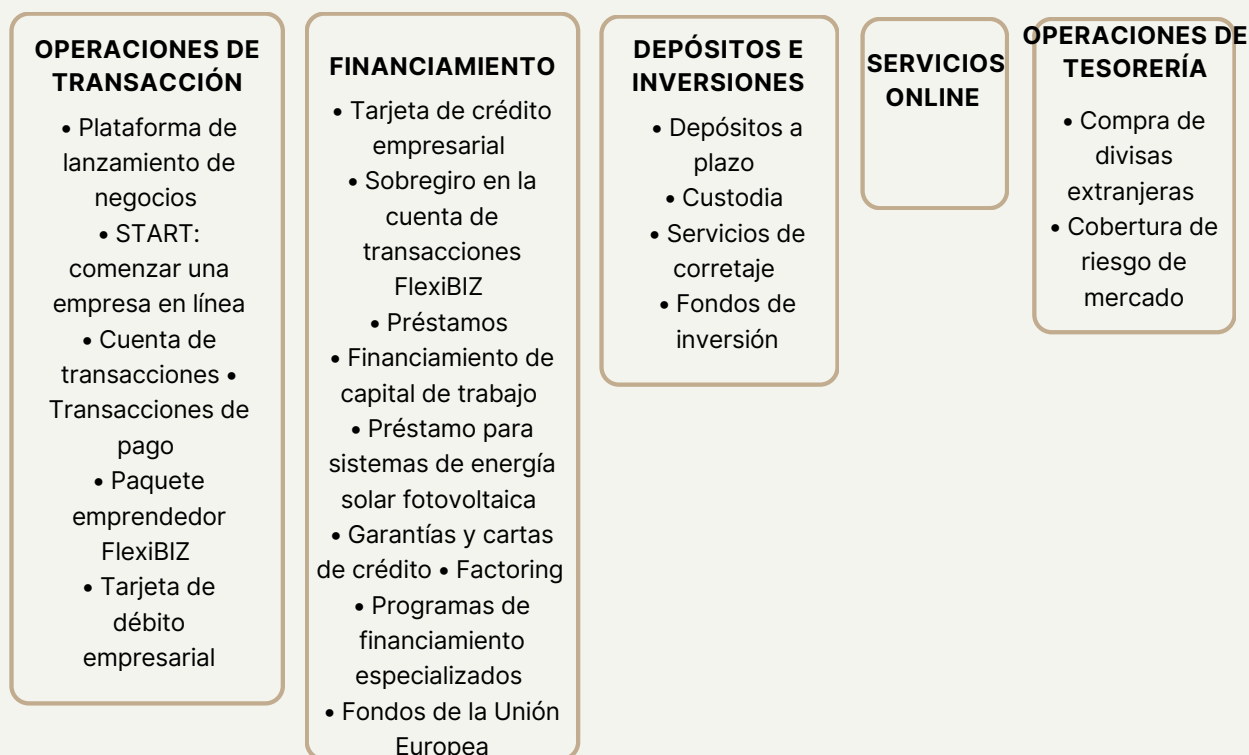 OPERACIONES DE
TRANSACCIÓN
• Plataforma de
lanzamiento de
negocios
• START:
comenzar una
empresa en línea
• Cuenta de
transacciones •
Transacciones de
pago
• Paquete
emprendedor
FlexiBIZ
• Tarjeta de
débito
empresarial
FINANCIAMIENTO
• Tarjeta de crédito
empresarial
• Sobregiro en la
cuenta de
transacciones
FlexiBIZ
• Préstamos
• Financiamiento de
capital de trabajo
• Préstamo para
sistemas de energía
solar fotovoltaica
• Garantías y cartas
de crédito • Factoring
• Programas de
financiamiento
especializados
• Fondos de la Unión
Europea
DEPÓSITOS E
INVERSIONES
• Depósitos a
plazo
• Custodia
• Servicios de
corretaje
• Fondos de
inversión
SERVICIOS
ONLINE
OPERACIONES DE
TESORERÍA
• Compra de
divisas
extranjeras
• Cobertura de
riesgo de
mercado